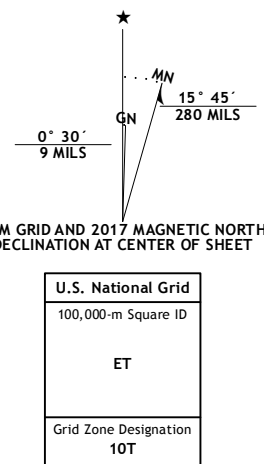 ★
MN
GN
15° 45´
280 MILS
0° 30´
9 MILS
M GRID AND 2017 MAGNETIC NORTH
DECLINATION AT CENTER OF SHEET
U.S. National Grid
100,000-m Square ID
ET
Grid Zone Designation
10T